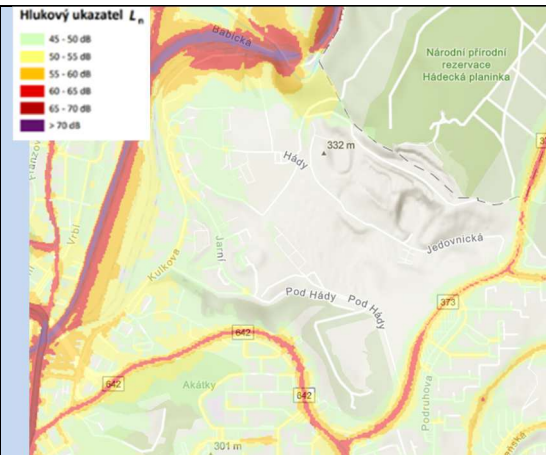 Hlukový ukazatel Ln
45 - 50 dB
50 - 55 dB
55 - 60 dB
60 - 65 dB
65 - 70 dB
> 70 dB
Babická
Národní přírodní
rezervace
Hádecká planinka
332 m
Hády
Vrbí
Kulkova
Jarní
Jedovnická
Pod Hády
Pod Hády
373
642
642
642
Akátky
Podruhova
301 m